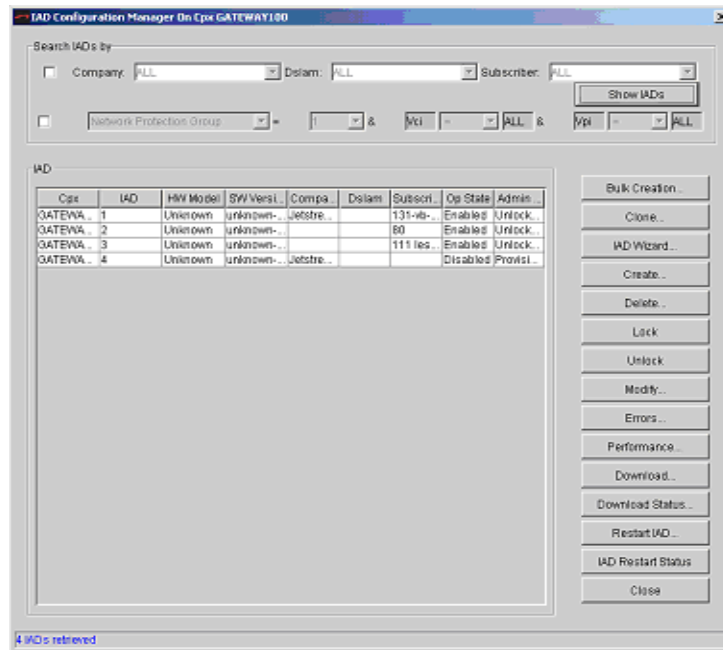 IAD Configuration Manager On Cpx GATEWAY100
Search IADs by
Company: ALL Dslam: ALL Subscriber: ALL
Show IADs
Network Protection Group = 1 & Vci = ALL & Vpi = ALL
IAD
Cpx IAD HW Model SW Versi... Compa... Dslam Subscri... Op State Admin ...
GATEWA... 1 Unknown unknown-... Jetstre... 131-vb-... Enabled Unlock...
GATEWA... 2 Unknown unknown-... 80 Enabled Unlock...
GATEWA... 3 Unknown unknown-... 111 les... Enabled Unlock...
GATEWA... 4 Unknown unknown-... Jetstre... Disabled Provisi...
Bulk Creation...
Clone...
IAD Wizard...
Create...
Delete...
Lock
Unlock
Modify...
Errors...
Performance...
Download...
Download Status...
Restart IAD...
IAD Restart Status
Close
4 IADs retrieved